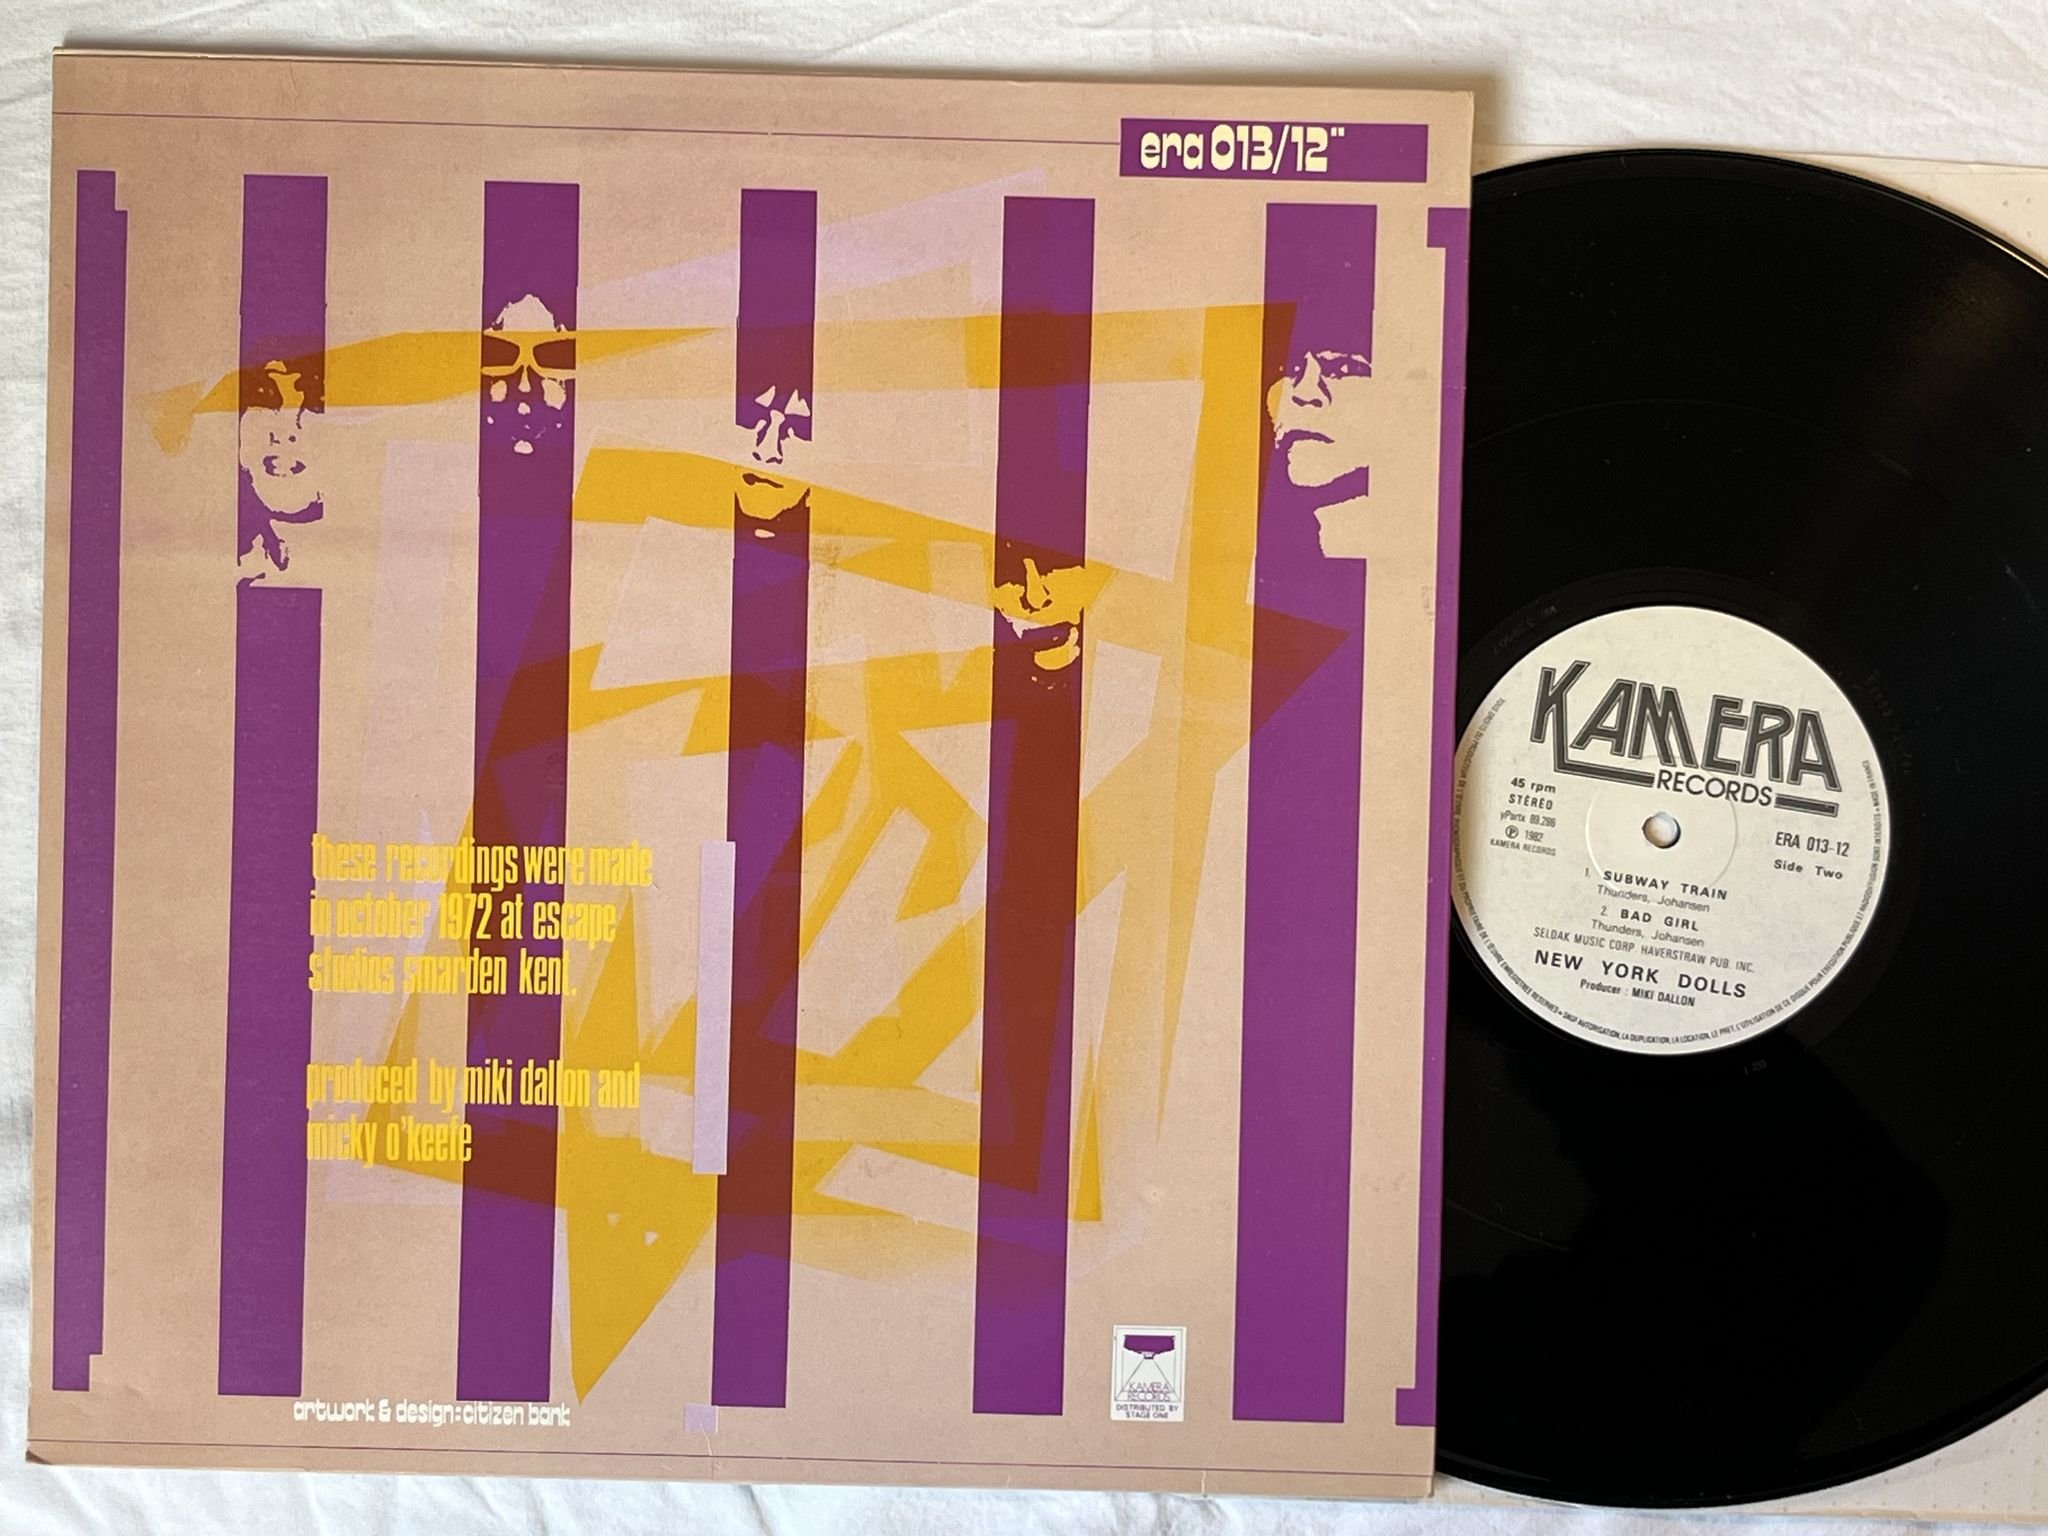 era 013/12"
these recordings were made
in october 1972 at escape
studios smarden kent.
produced by miki dallon and
micky o'keefe
artwork & design:citizen bank
KAMERA
RECORDS
DISTRIBUTED BY
STAGE ONE
KAMERA
RECORDS
45 rpm
STÉRÉO
yPartx 89.296
Ⓟ 1982
KAMERA RECORDS
ERA 013-12
Side Two
1. SUBWAY TRAIN
Thunders, Johansen
2. BAD GIRL
Thunders, Johansen
SELDAK MUSIC CORP. HAVERSTRAW PUB. INC.
NEW YORK DOLLS
Producer : MIKI DALLON